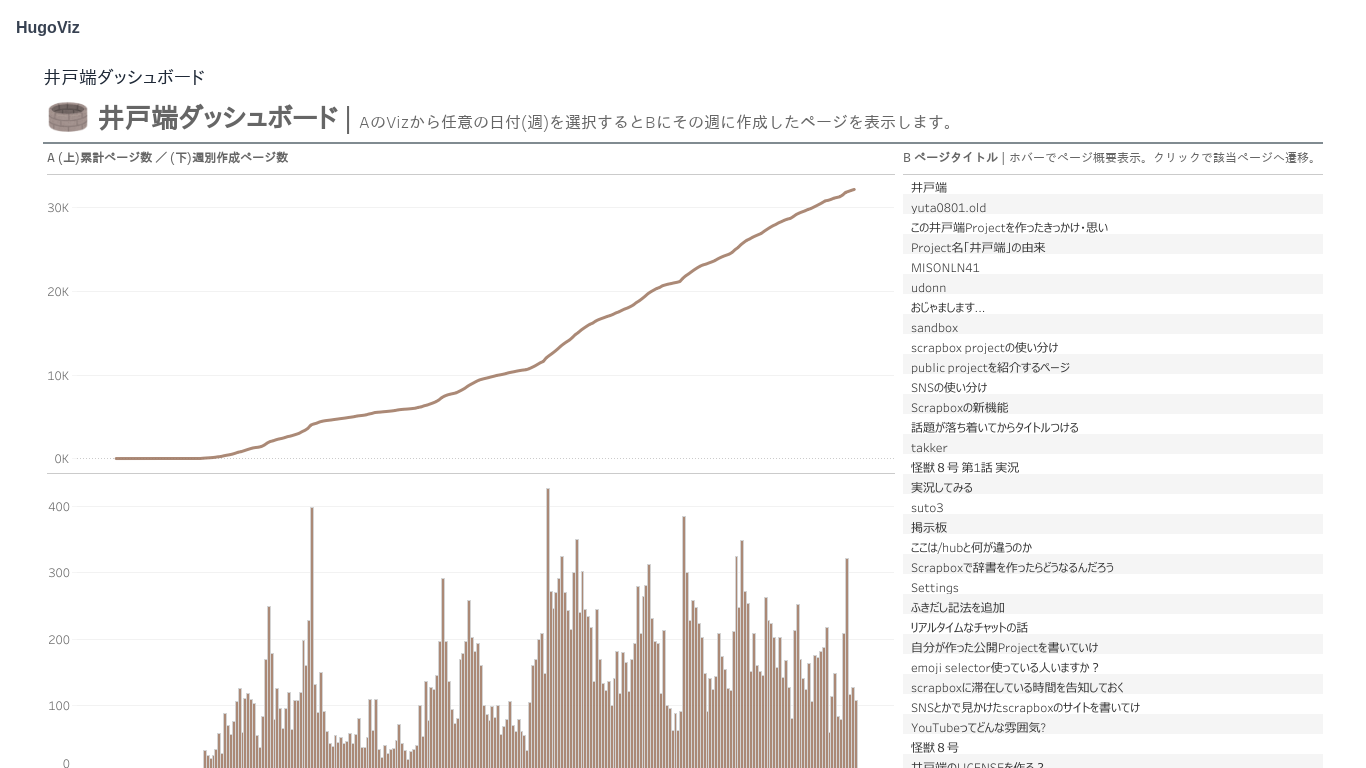 HugoViz
井戸端ダッシュボード
井戸端ダッシュボード | AのVizから任意の日付(週)を選択するとBにその週に作成したページを表示します。
A (上)累計ページ数 ／ (下)週別作成ページ数
30K
20K
10K
0K
400
300
200
100
0
B ページタイトル | ホバーでページ概要表示。クリックで該当ページへ遷移。
井戸端
yuta0801.old
この井戸端Projectを作ったきっかけ・思い
Project名「井戸端」の由来
MISONLN41
udonn
おじゃまします…
sandbox
scrapbox projectの使い分け
public projectを紹介するページ
SNSの使い分け
Scrapboxの新機能
話題が落ち着いてからタイトルつける
takker
怪獣８号 第1話 実況
実況してみる
suto3
掲示板
ここは/hubと何が違うのか
Scrapboxで辞書を作ったらどうなるんだろう
Settings
ふきだし記法を追加
リアルタイムなチャットの話
自分が作った公開Projectを書いていけ
emoji selector使っている人いますか？
scrapboxに滞在している時間を告知しておく
SNSとかで見かけたscrapboxのサイトを書いてけ
YouTubeってどんな雰囲気?
怪獣８号
井戸端のLICENSEを作る？